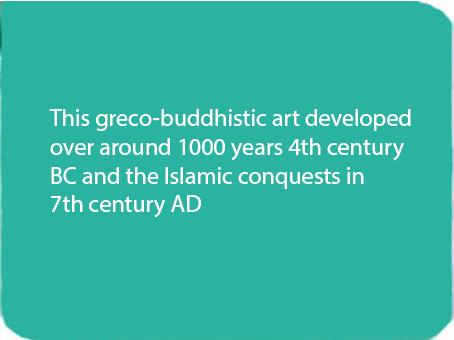 This greco-buddhistic art developed
over around 1000 years 4th century
BC and the Islamic conquests in
7th century AD